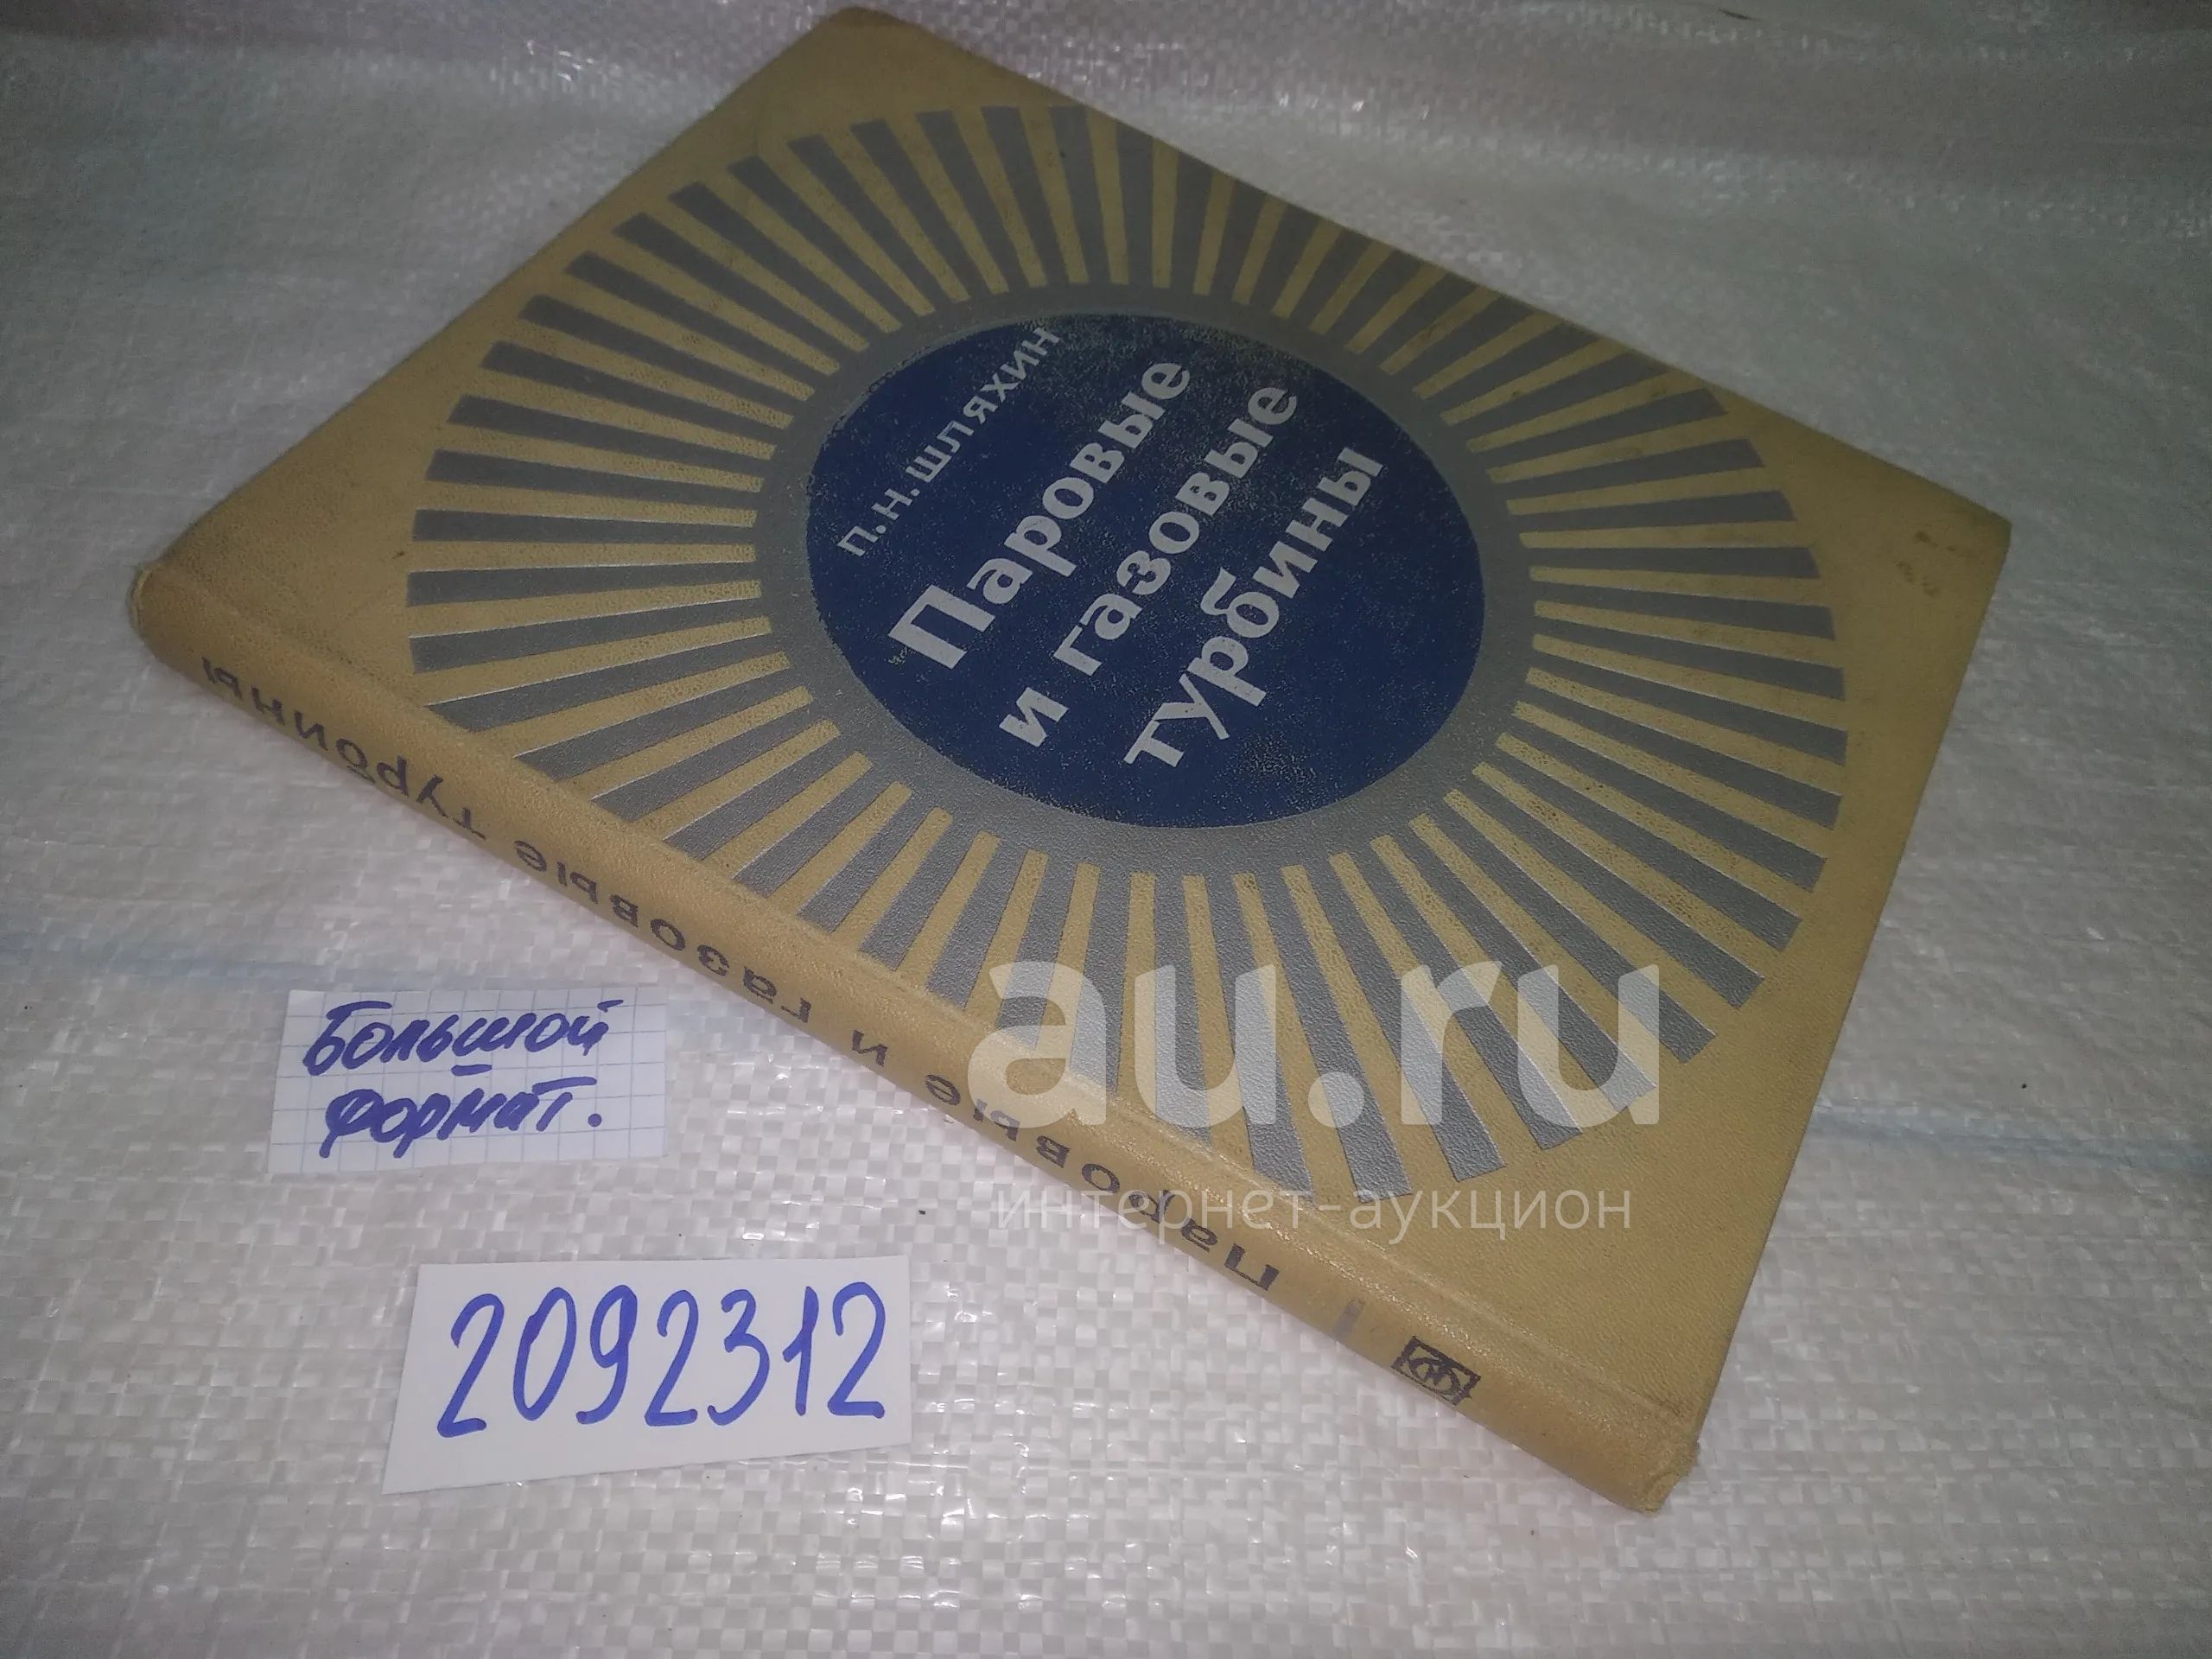 П.Н. ШЛЯХИН
Паровые
и газовые
турбины
Паровые и газовые турбины
Большой
формат.
2092312
au.ru
интернет-аукцион